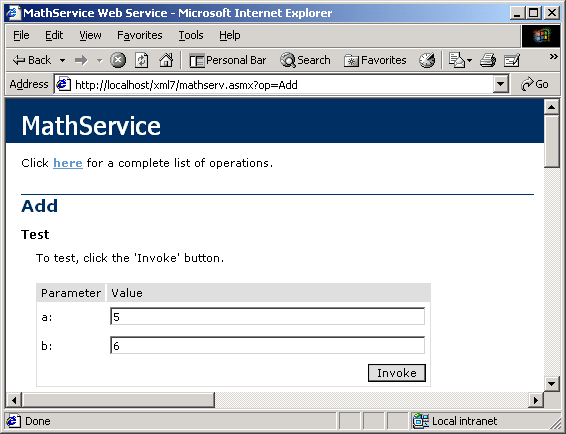 MathService Web Service - Microsoft Internet Explorer
File Edit View Favorites Tools Help
Back Personal Bar Search Favorites »
Address http://localhost/xml7/mathserv.asmx?op=Add Go
MathService
Click here for a complete list of operations.
Add
Test
To test, click the 'Invoke' button.
Parameter Value
a: 5
b: 6
Invoke
Done Local intranet